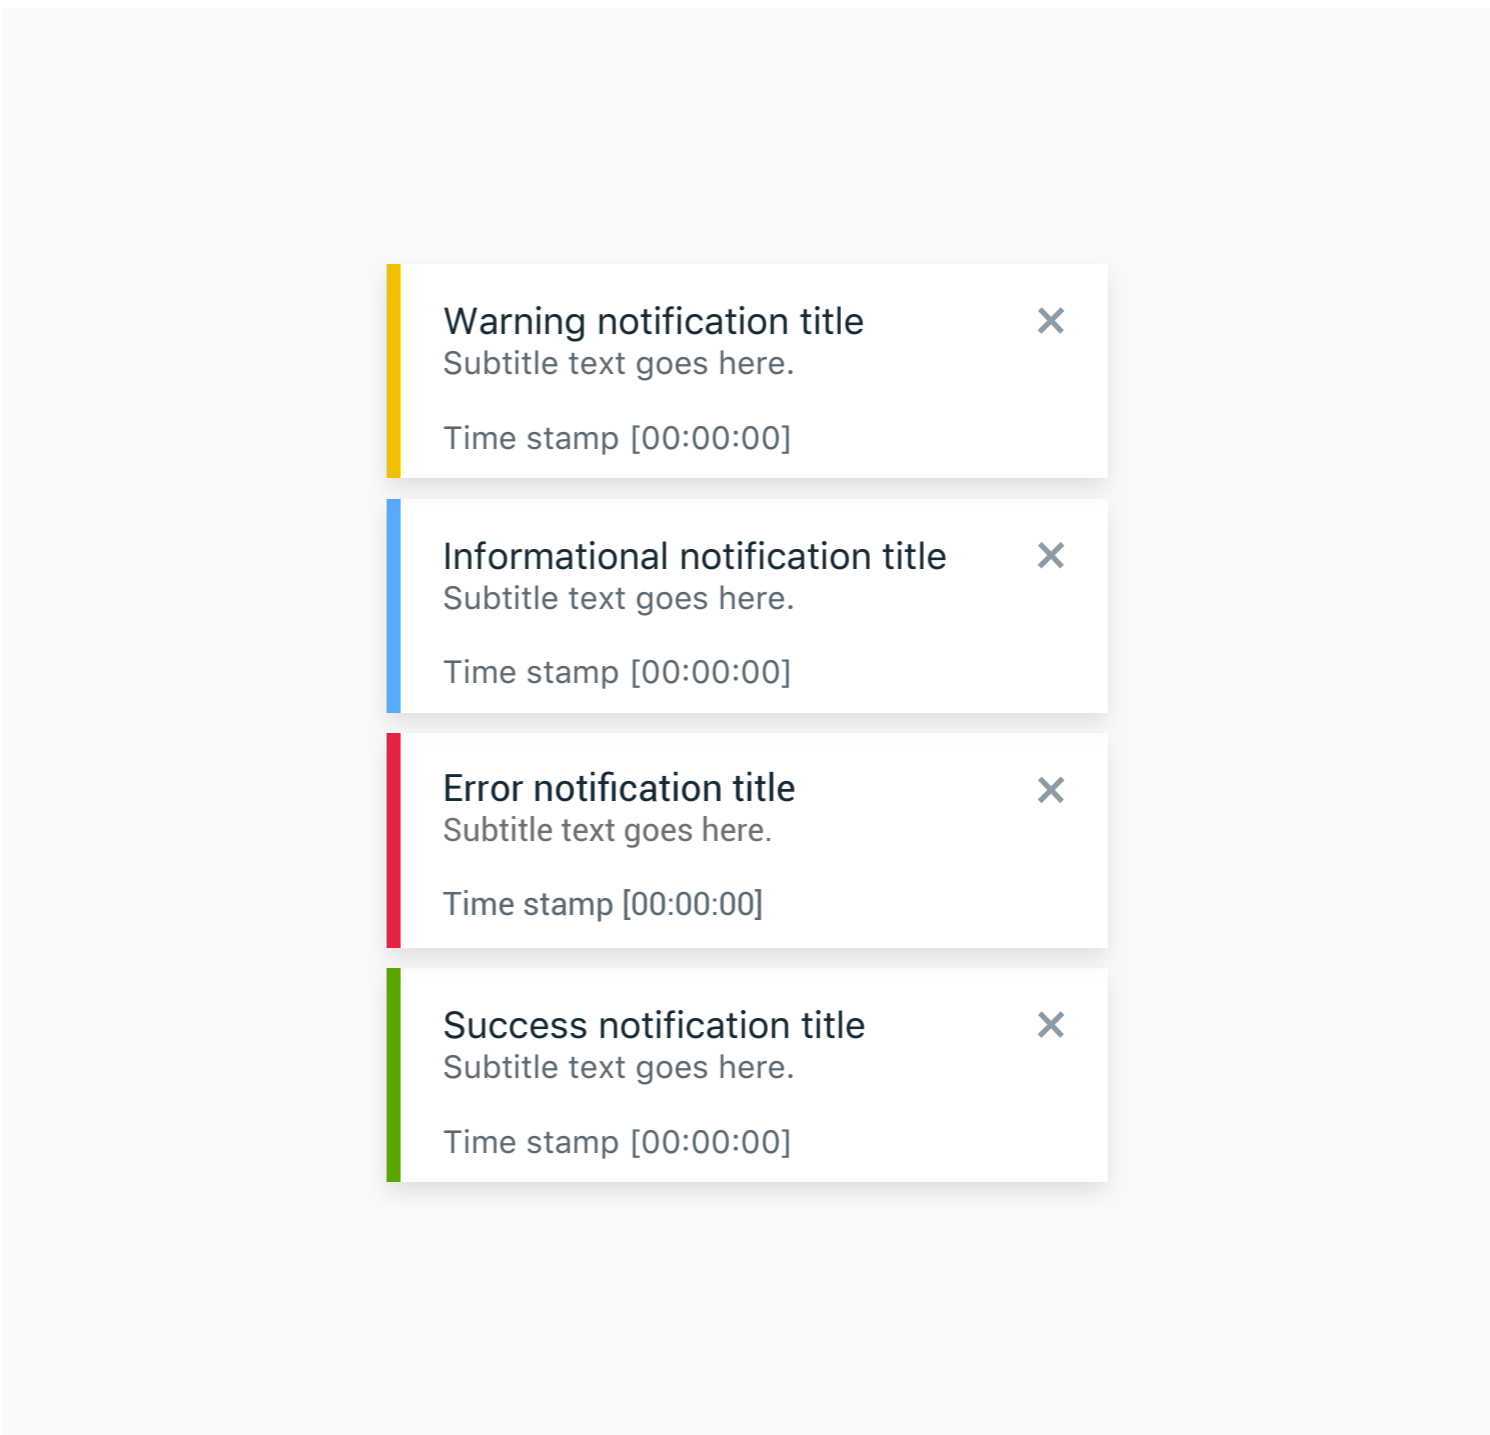 Warning notification title
Subtitle text goes here.
Time stamp [00:00:00]
Informational notification title
Subtitle text goes here.
Time stamp [00:00:00]
Error notification title
Subtitle text goes here.
Time stamp [00:00:00]
Success notification title
Subtitle text goes here.
Time stamp [00:00:00]